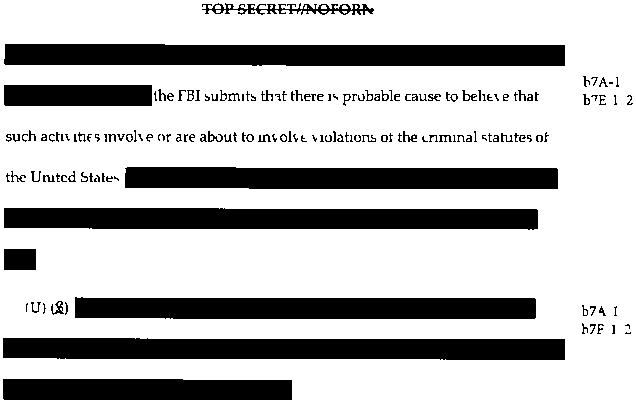 TOP SECRET//NOFORN
b7A-1
the FBI submits that there is probable cause to believe that
b7E-1 2
such activities involve or are about to involve violations of the criminal statutes of
the United States
(U) (S)
b7A-1
b7E-1 2